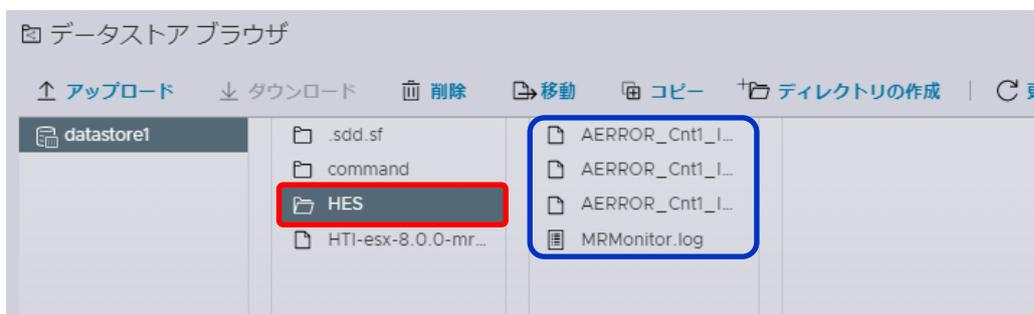 データストア ブラウザ
アップロード ダウンロード 削除 移動 コピー ディレクトリの作成
datastore1 .sdd.sf AERROR_Cnt1_I...
command AERROR_Cnt1_I...
HES AERROR_Cnt1_I...
HTI-esx-8.0.0-mr... MRMonitor.log